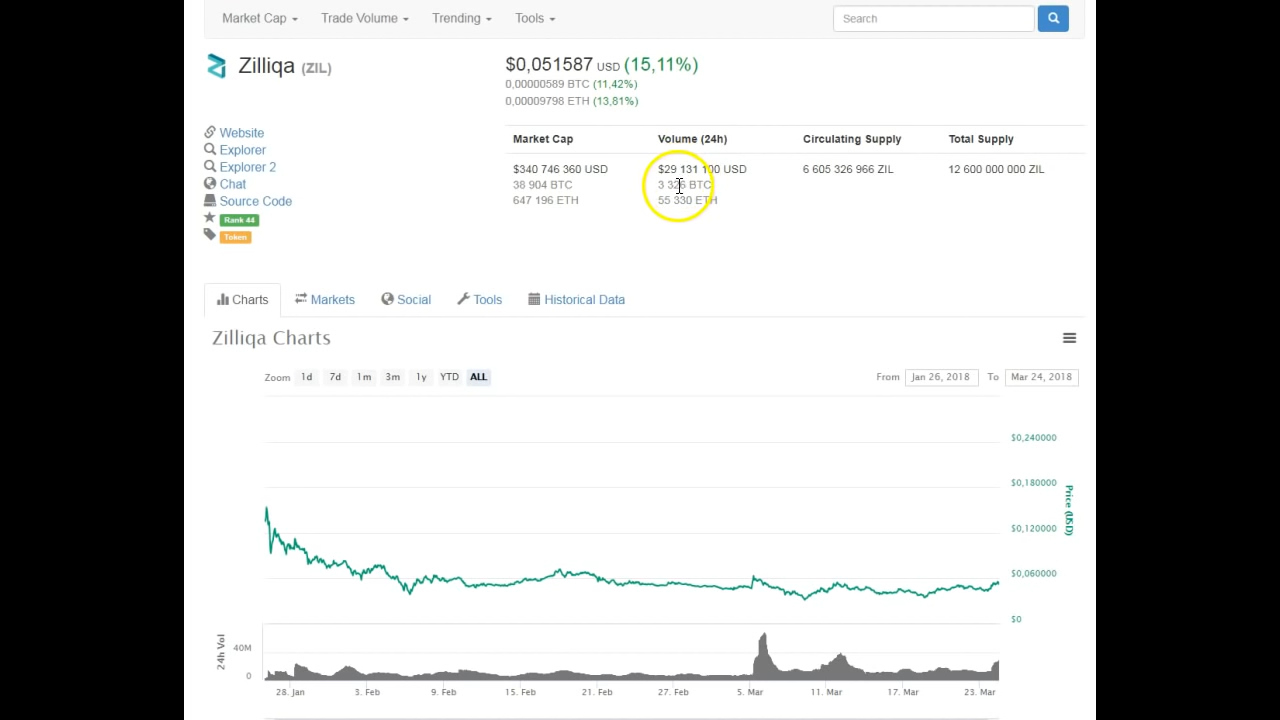 Market Cap Trade Volume Trending Tools Search
Zilliqa (ZIL)
$0,051587 USD (15,11%)
0,00000589 BTC (11,42%)
0,00009798 ETH (13,81%)
Website
Explorer
Explorer 2
Chat
Source Code
Rank 44
Token
Market Cap Volume (24h) Circulating Supply Total Supply
$340 746 360 USD $29 131 100 USD 6 605 326 966 ZIL 12 600 000 000 ZIL
38 904 BTC 3 326 BTC
647 196 ETH 55 330 ETH
Charts Markets Social Tools Historical Data
Zilliqa Charts
Zoom 1d 7d 1m 3m 1y YTD ALL From Jan 26, 2018 To Mar 24, 2018
$0,240000
$0,180000
$0,120000
$0,060000
$0
Price (USD)
24h Vol
40M
0
28. Jan 3. Feb 9. Feb 15. Feb 21. Feb 27. Feb 5. Mar 11. Mar 17. Mar 23. Mar